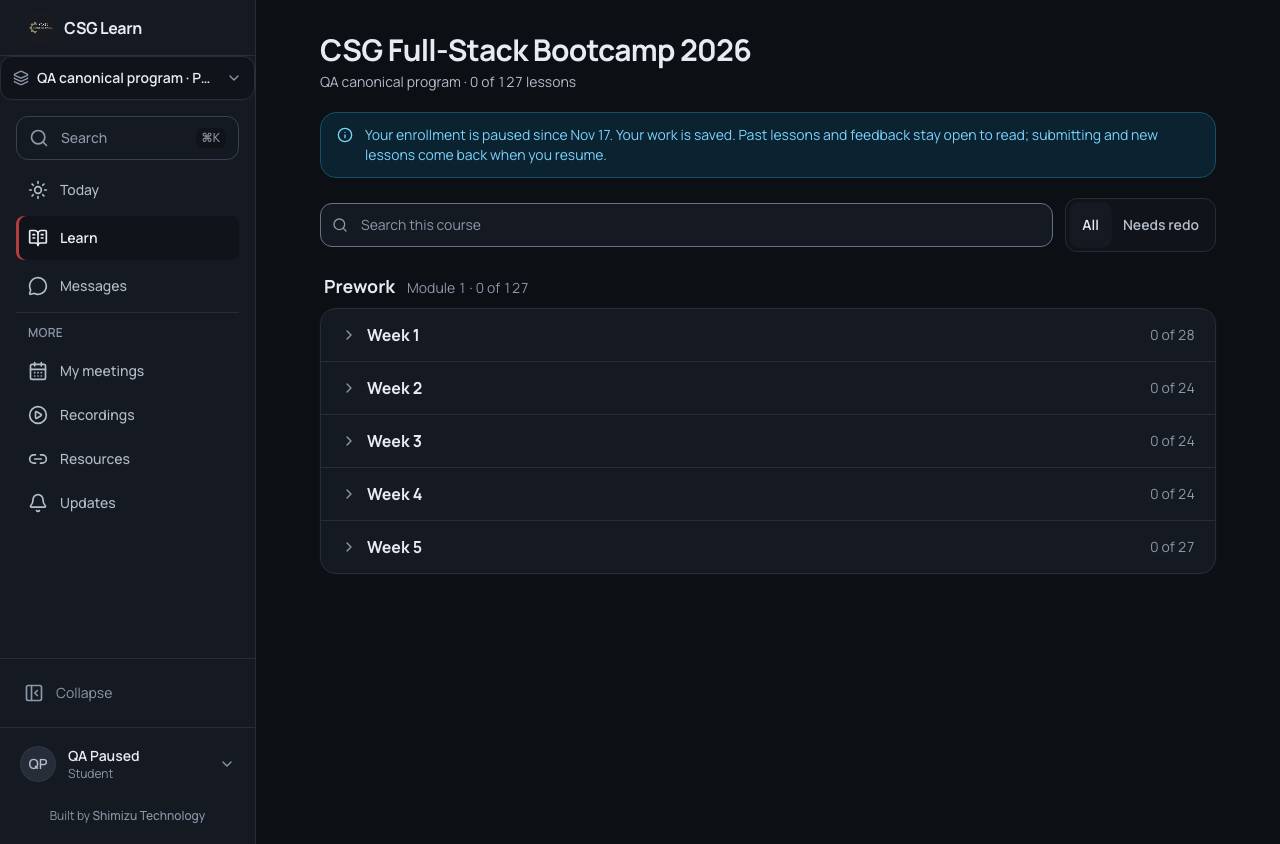 CSG Learn
QA canonical program · P...
Search ⌘K
Today
Learn
Messages
MORE
My meetings
Recordings
Resources
Updates
Collapse
QP
QA Paused
Student
Built by Shimizu Technology
CSG Full-Stack Bootcamp 2026
QA canonical program · 0 of 127 lessons
Your enrollment is paused since Nov 17. Your work is saved. Past lessons and feedback stay open to read; submitting and new
lessons come back when you resume.
Search this course
All Needs redo
Prework Module 1 · 0 of 127
Week 1 0 of 28
Week 2 0 of 24
Week 3 0 of 24
Week 4 0 of 24
Week 5 0 of 27